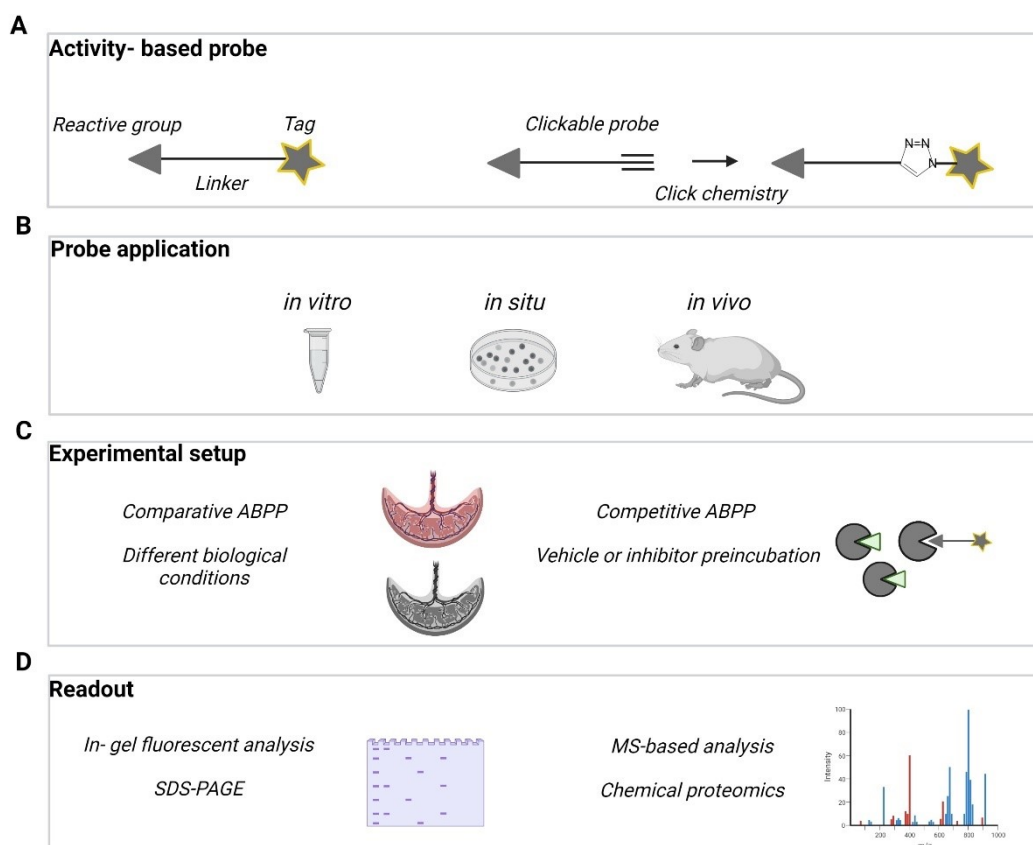 A
Activity- based probe
Reactive group
Tag
Linker
Clickable probe
Click chemistry
N=N
N
B
Probe application
in vitro
in situ
in vivo
C
Experimental setup
Comparative ABPP
Different biological
conditions
Competitive ABPP
Vehicle or inhibitor preincubation
D
Readout
In- gel fluorescent analysis
SDS-PAGE
MS-based analysis
Chemical proteomics
Intensity
100
80
60
40
20
0
200 400 600 800 1000